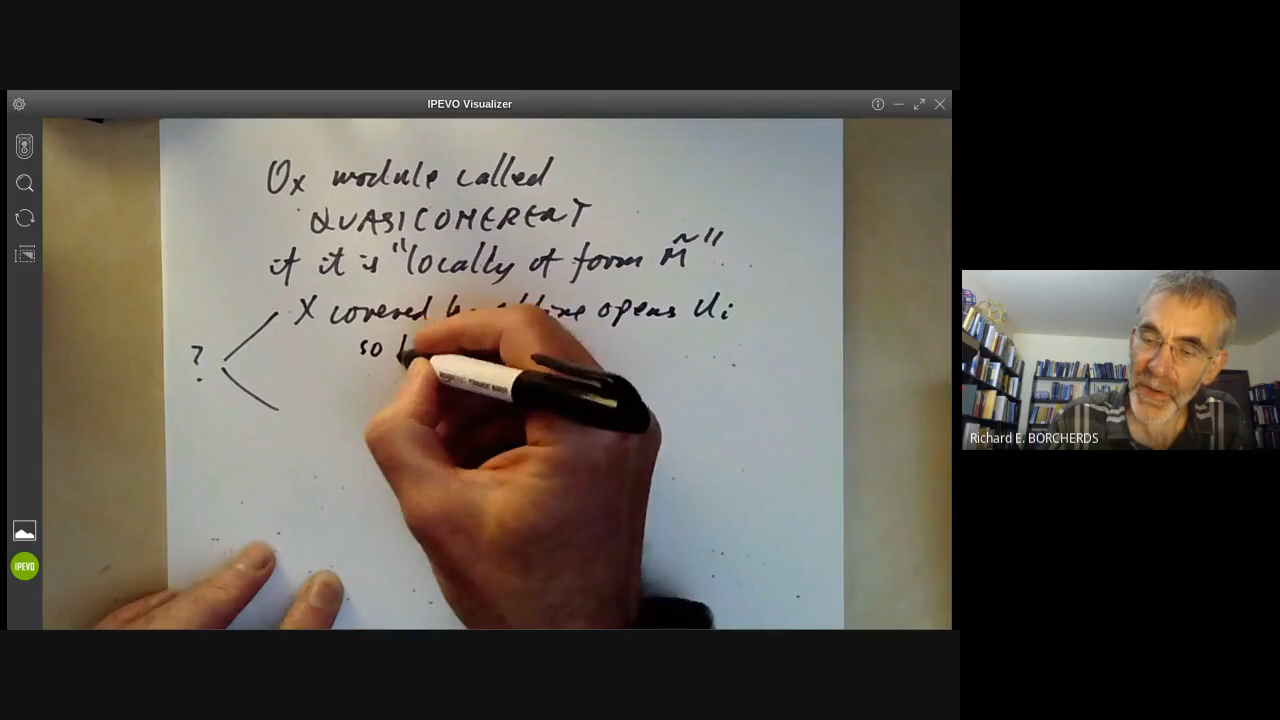 IPEVO Visualizer
Ox module called
QUASICOHERENT
if it is "locally of form M̃"
X covered by affine opens Ui
so
?
IPEVO
Richard E. BORCHERDS